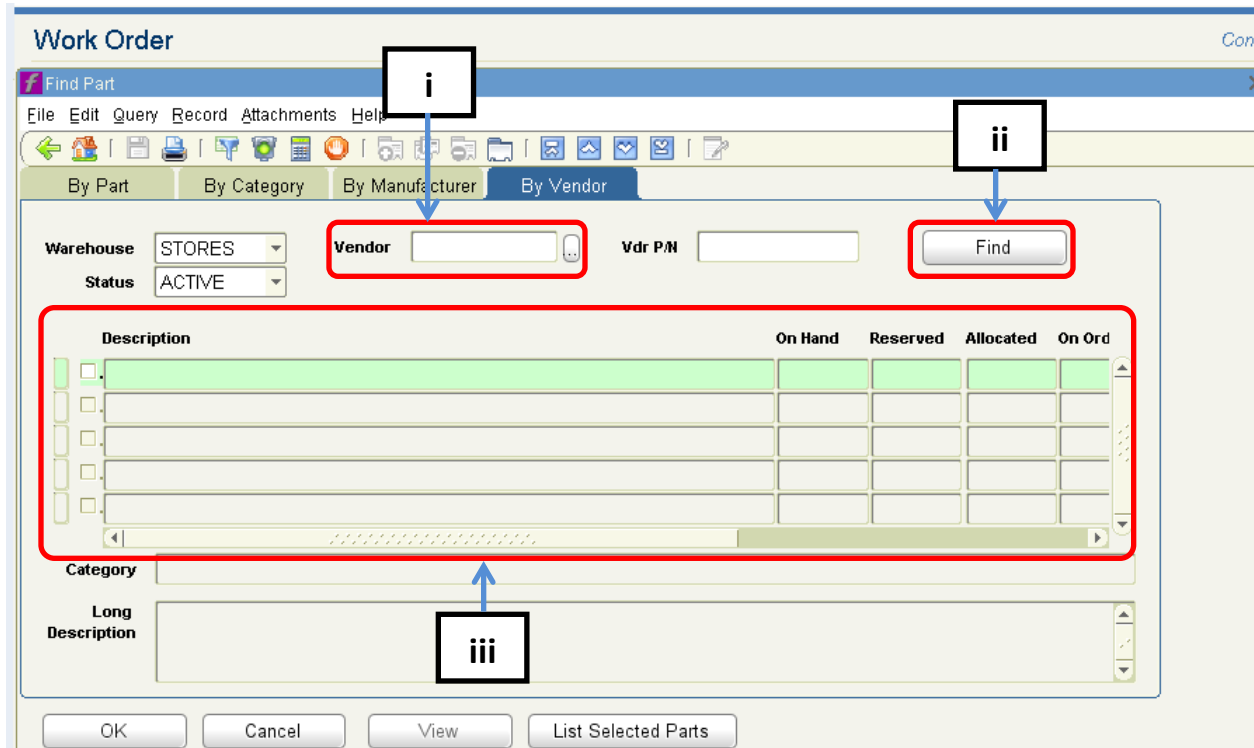 Work Order
Con
i
f Find Part
File Edit Query Record Attachments Help
ii
By Part By Category By Manufacturer By Vendor
Warehouse STORES Vendor ... Vdr P/N Find
Status ACTIVE
Description On Hand Reserved Allocated On Ord
Category
Long
Description
iii
OK Cancel View List Selected Parts